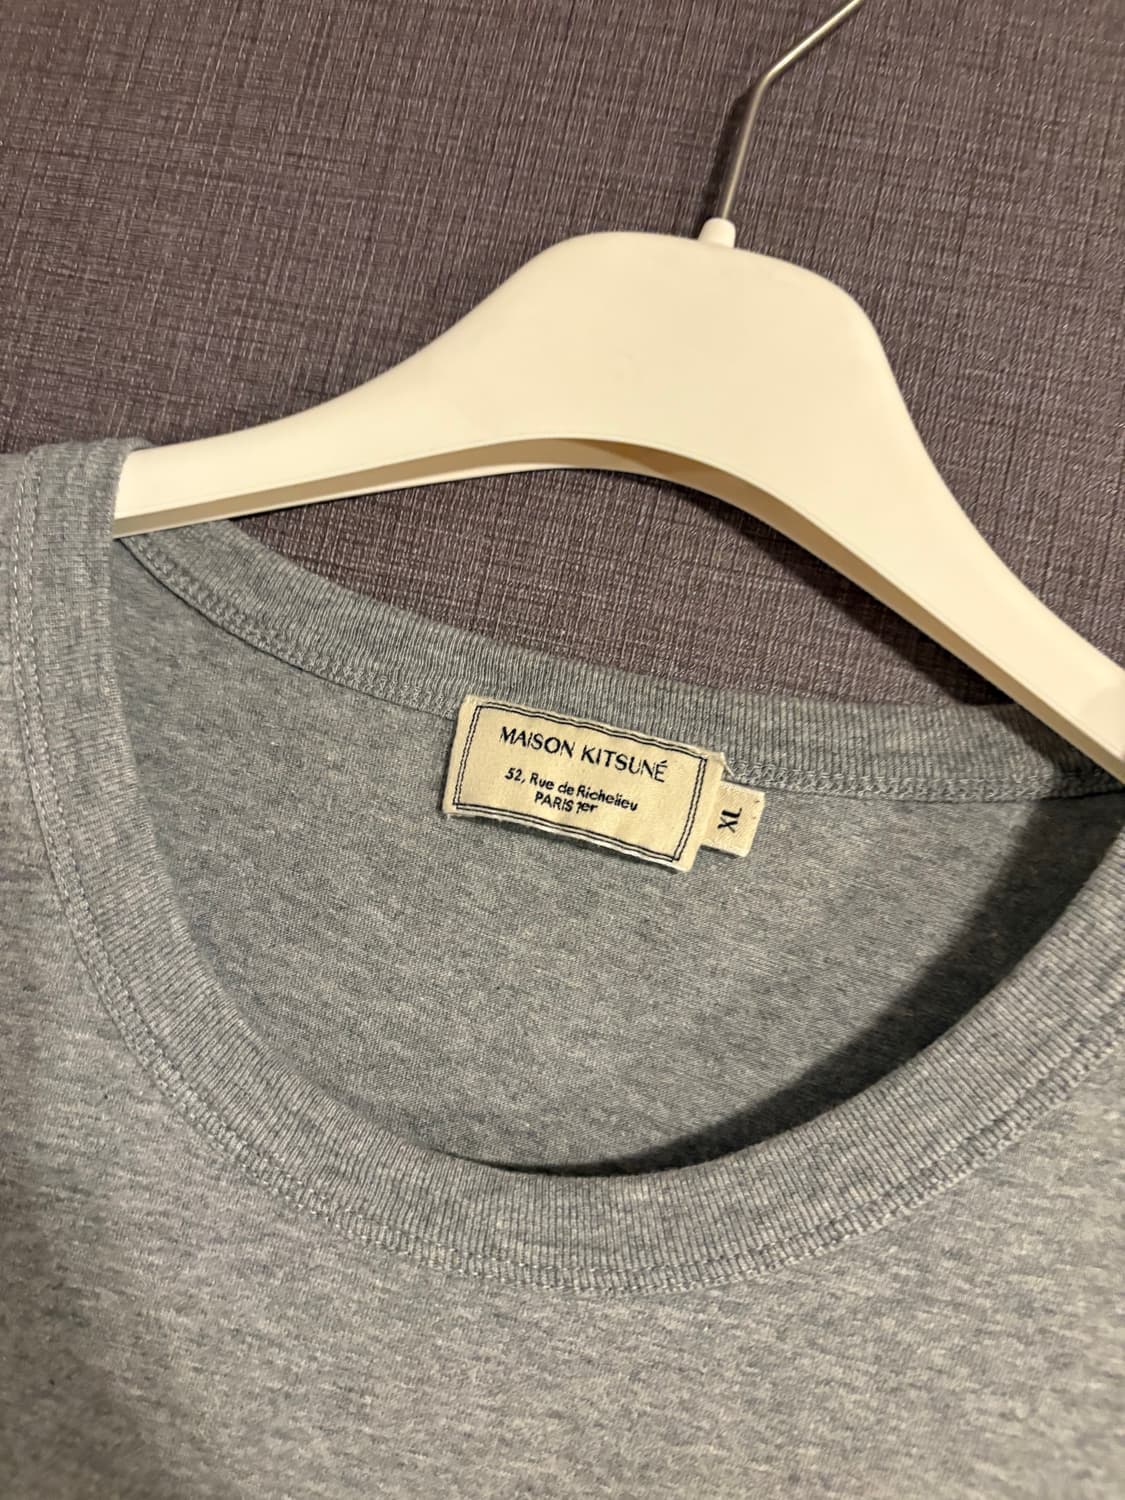 MAISON KITSUNÉ
52, Rue de Richelieu
PARIS 1er
XL